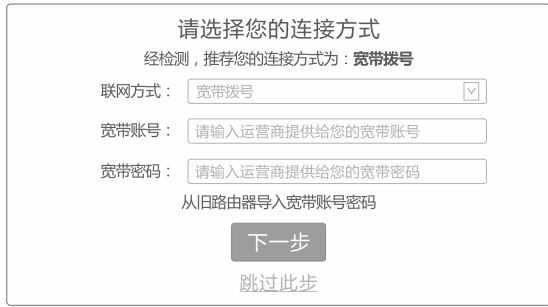 请选择您的连接方式
经检测，推荐您的连接方式为：宽带拨号
联网方式： 宽带拨号
宽带账号： 请输入运营商提供给您的宽带账号
宽带密码： 请输入运营商提供给您的宽带密码
从旧路由器导入宽带账号密码
下一步
跳过此步